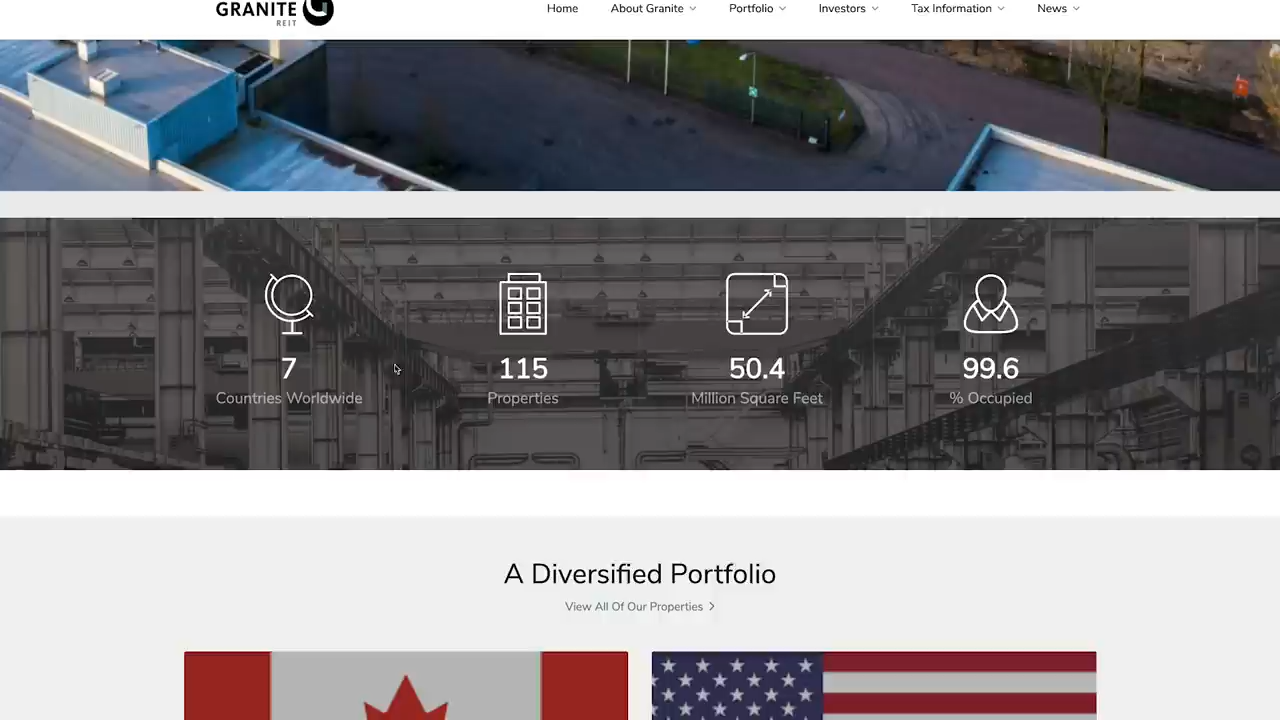 GRANITE
REIT
Home About Granite Portfolio Investors Tax Information News
7 115 50.4 99.6
Countries Worldwide Properties Million Square Feet % Occupied
A Diversified Portfolio
View All Of Our Properties